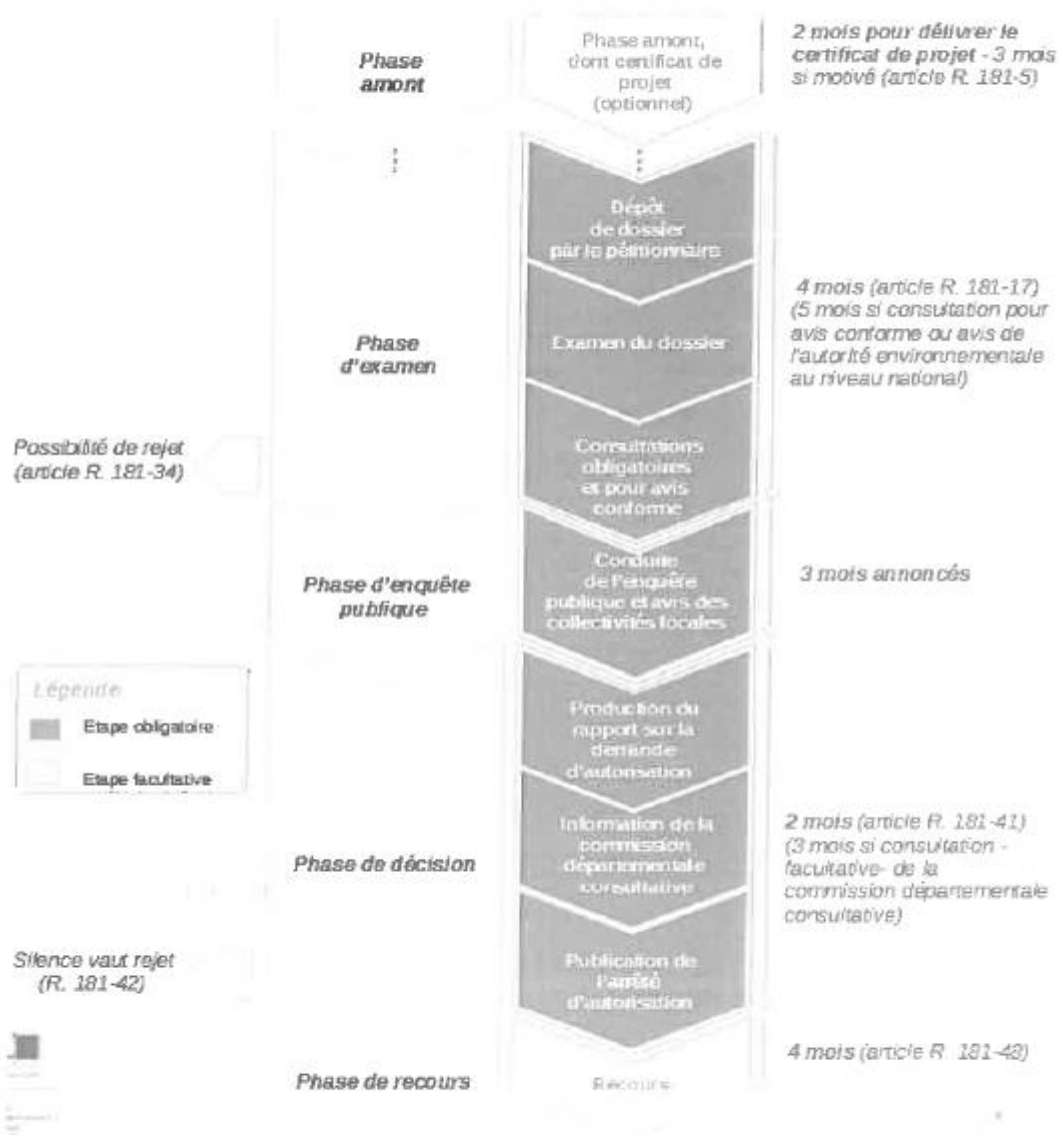 Phase
amont
Phase amont,
dont certificat de
projet
(optionnel)
2 mois pour délivrer le
certificat de projet - 3 mois
si motivé (article R. 181-5)
Dépôt
de dossier
par le pétitionnaire
Phase
d'examen
Examen du dossier
4 mois (article R. 181-17)
(5 mois si consultation pour
avis conforme ou avis de
l'autorité environnementale
au niveau national)
Possibilité de rejet
(article R. 181-34)
Consultations
obligatoires
et pour avis
conforme
Phase d'enquête
publique
Conduite
de l'enquête
publique et avis des
collectivités locales
3 mois annoncés
Légende
Etape obligatoire
Etape facultative
Production du
rapport sur la
demande
d'autorisation
Phase de décision
Information de la
commission
départementale
consultative
2 mois (article R. 181-41)
(3 mois si consultation -
facultative- de la
commission départementale
consultative)
Silence vaut rejet
(R. 181-42)
Publication de
l'arrêté
d'autorisation
Phase de recours
Recours
4 mois (article R. 181-48)